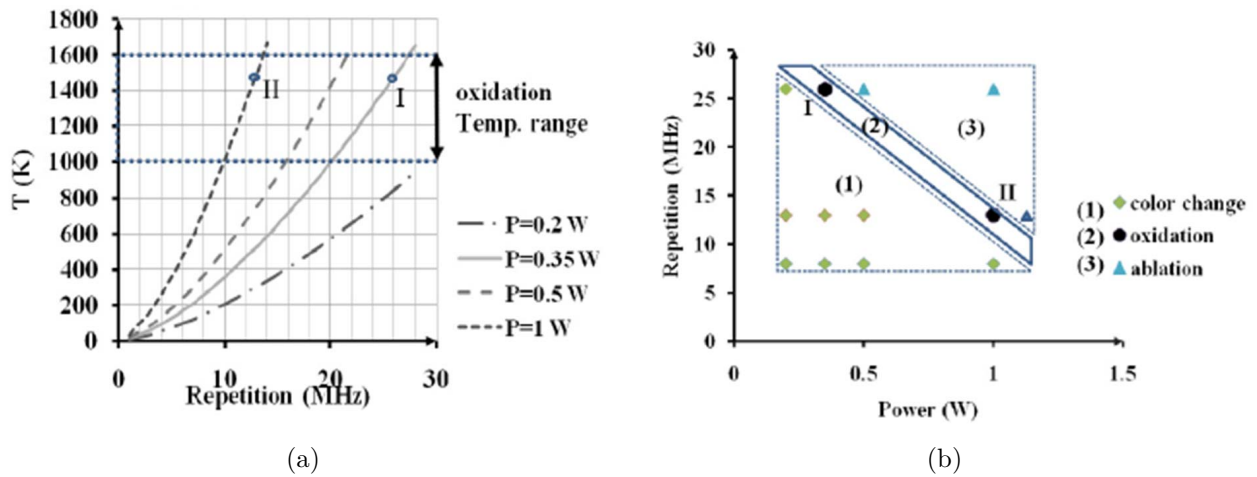 1800
1600
1400
1200
1000
800
600
400
200
0
T (K)
0
10
20
30
Repetition (MHz)
II
I
oxidation
Temp. range
P=0.2 W
P=0.35 W
P=0.5 W
P=1 W
(a)
30
25
20
15
10
5
0
Repetition (MHz)
0
0.5
1
1.5
Power (W)
I
(2)
(3)
(1)
II
(1) color change
(2) oxidation
(3) ablation
(b)